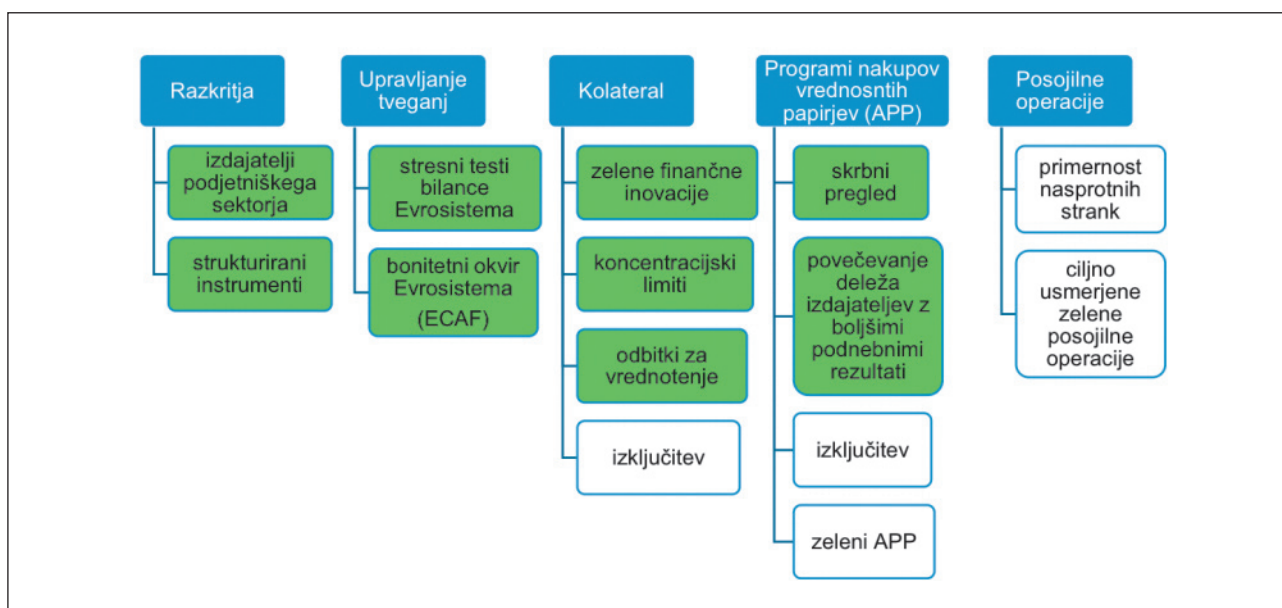 Razkritja
izdajatelji
podjetniškega
sektorja
strukturirani
instrumenti
Upravljanje
tveganj
stresni testi
bilance
Evrosistema
bonitetni okvir
Evrosistema
(ECAF)
Kolateral
zelene finančne
inovacije
koncentracijski
limiti
odbitki za
vrednotenje
izključitev
Programi nakupov
vrednosntih
papirjev (APP)
skrbni
pregled
povečevanje
deleža
izdajateljev z
boljšimi
podnebnimi
rezultati
izključitev
zeleni APP
Posojilne
operacije
primernost
nasprotnih
strank
ciljno
usmerjene
zelene
posojilne
operacije